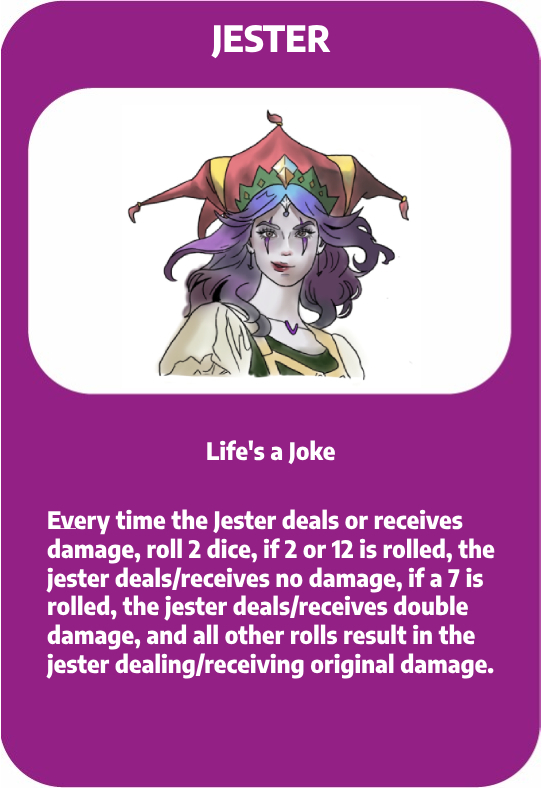 JESTER
Life's a Joke
Every time the Jester deals or receives
damage, roll 2 dice, if 2 or 12 is rolled, the
jester deals/receives no damage, if a 7 is
rolled, the jester deals/receives double
damage, and all other rolls result in the
jester dealing/receiving original damage.